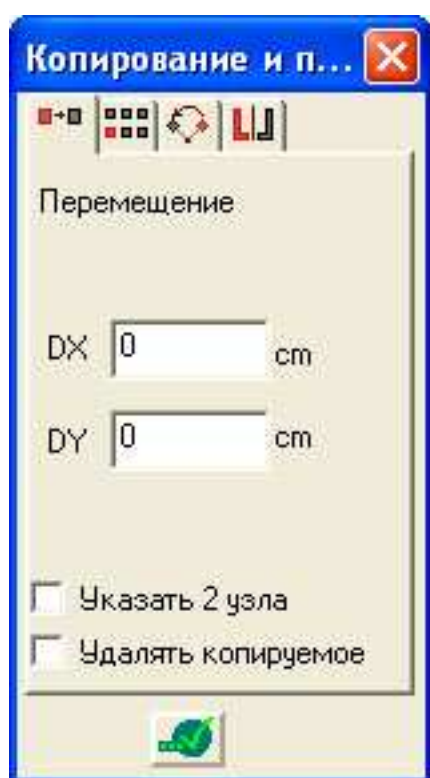 Копирование и п...
Перемещение
DX 0 cm
DY 0 cm
Указать 2 узла
Удалять копируемое